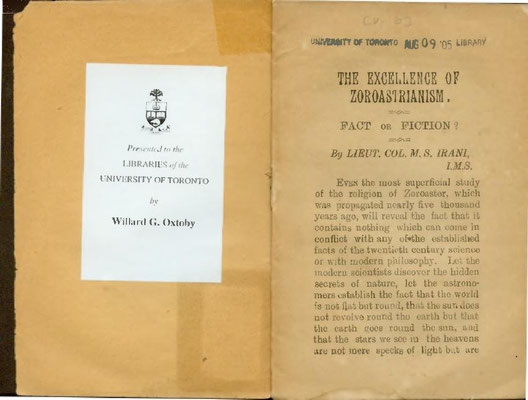 Presented to the
LIBRARIES of the
UNIVERSITY OF TORONTO
by
Willard G. Oxtoby
UNIVERSITY OF TORONTO AUG 09 '05 LIBRARY
THE EXCELLENCE OF
ZOROASTRIANISM.
FACT OR FICTION?
By LIEUT. COL. M. S. IRANI,
I.M.S.
EVEN the most superficial study
of the religion of Zoroaster, which
was propagated nearly five thousand
years ago, will reveal the fact that it
contains nothing which can come in
conflict with any of the established
facts of the twentieth century science
or with modern philosophy. Let the
modern scientists discover the hidden
secrets of nature, let the astrono-
mers establish the fact that the world
is not flat but round, that the sun does
not revolve round the earth but that
the earth goes round the sun, and
that the stars we see in the heavens
are not mere specks of light but are